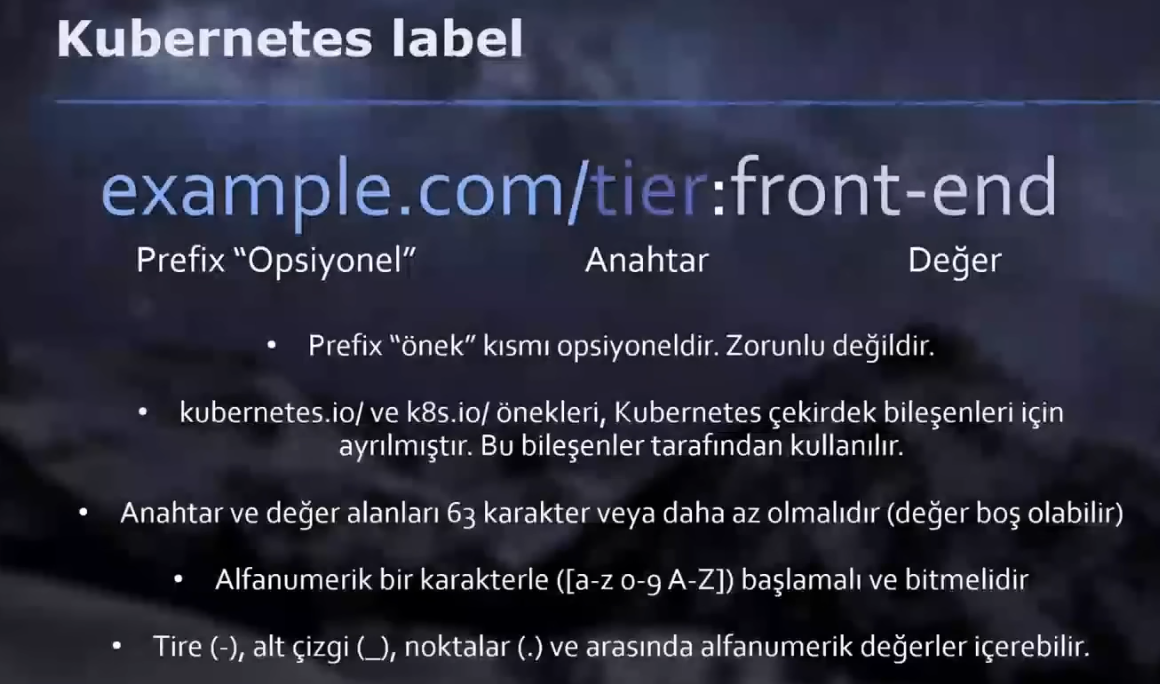 Kubernetes label
example.com/tier:front-end
Prefix “Opsiyonel” Anahtar Değer
• Prefix “önek” kısmı opsiyoneldir. Zorunlu değildir.
• kubernetes.io/ ve k8s.io/ önekleri, Kubernetes çekirdek bileşenleri için
ayrılmıştır. Bu bileşenler tarafından kullanılır.
• Anahtar ve değer alanları 63 karakter veya daha az olmalıdır (değer boş olabilir)
• Alfanumerik bir karakterle ([a-z 0-9 A-Z]) başlamalı ve bitmelidir
• Tire (-), alt çizgi (_), noktalar (.) ve arasında alfanumerik değerler içerebilir.